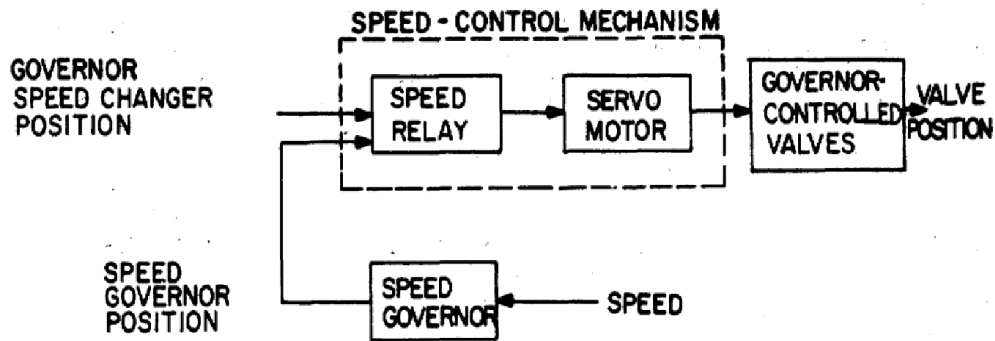 SPEED - CONTROL MECHANISM
GOVERNOR
SPEED CHANGER
POSITION
SPEED
RELAY
SERVO
MOTOR
GOVERNOR-
CONTROLLED
VALVES
VALVE
POSITION
SPEED
GOVERNOR
POSITION
SPEED
GOVERNOR
SPEED